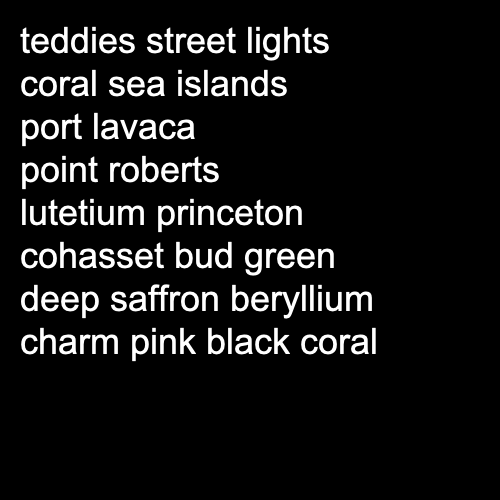 teddies street lights
coral sea islands
port lavaca
point roberts
lutetium princeton
cohasset bud green
deep saffron beryllium
charm pink black coral